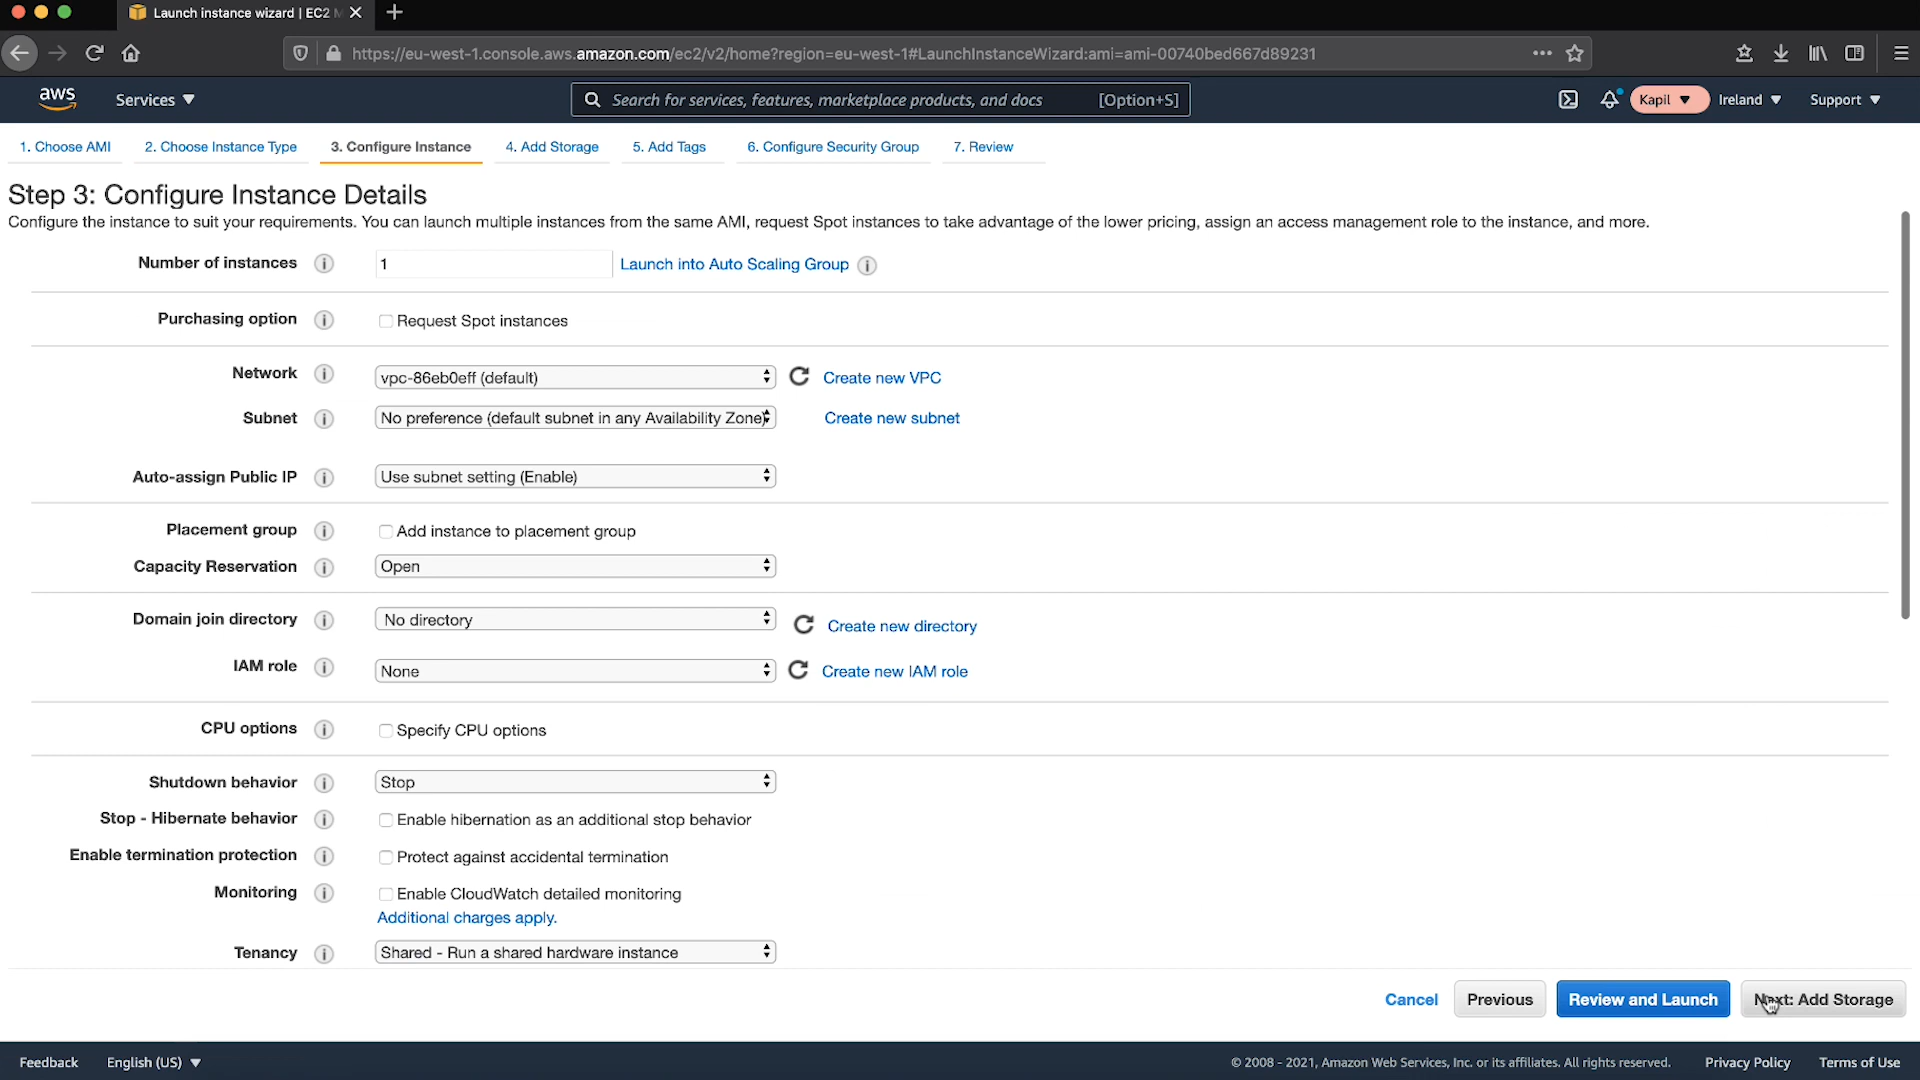 Launch instance wizard | EC2 M
https://eu-west-1.console.aws.amazon.com/ec2/v2/home?region=eu-west-1#LaunchInstanceWizard:ami=ami-00740bed667d89231
aws
Services
Search for services, features, marketplace products, and docs
[Option+S]
Kapil
Ireland
Support
1. Choose AMI
2. Choose Instance Type
3. Configure Instance
4. Add Storage
5. Add Tags
6. Configure Security Group
7. Review
Step 3: Configure Instance Details
Configure the instance to suit your requirements. You can launch multiple instances from the same AMI, request Spot instances to take advantage of the lower pricing, assign an access management role to the instance, and more.
Number of instances
1
Launch into Auto Scaling Group
Purchasing option
Request Spot instances
Network
vpc-86eb0eff (default)
Create new VPC
Subnet
No preference (default subnet in any Availability Zone)
Create new subnet
Auto-assign Public IP
Use subnet setting (Enable)
Placement group
Add instance to placement group
Capacity Reservation
Open
Domain join directory
No directory
Create new directory
IAM role
None
Create new IAM role
CPU options
Specify CPU options
Shutdown behavior
Stop
Stop - Hibernate behavior
Enable hibernation as an additional stop behavior
Enable termination protection
Protect against accidental termination
Monitoring
Enable CloudWatch detailed monitoring
Additional charges apply.
Tenancy
Shared - Run a shared hardware instance
Cancel
Previous
Review and Launch
Next: Add Storage
Feedback
English (US)
© 2008 - 2021, Amazon Web Services, Inc. or its affiliates. All rights reserved.
Privacy Policy
Terms of Use